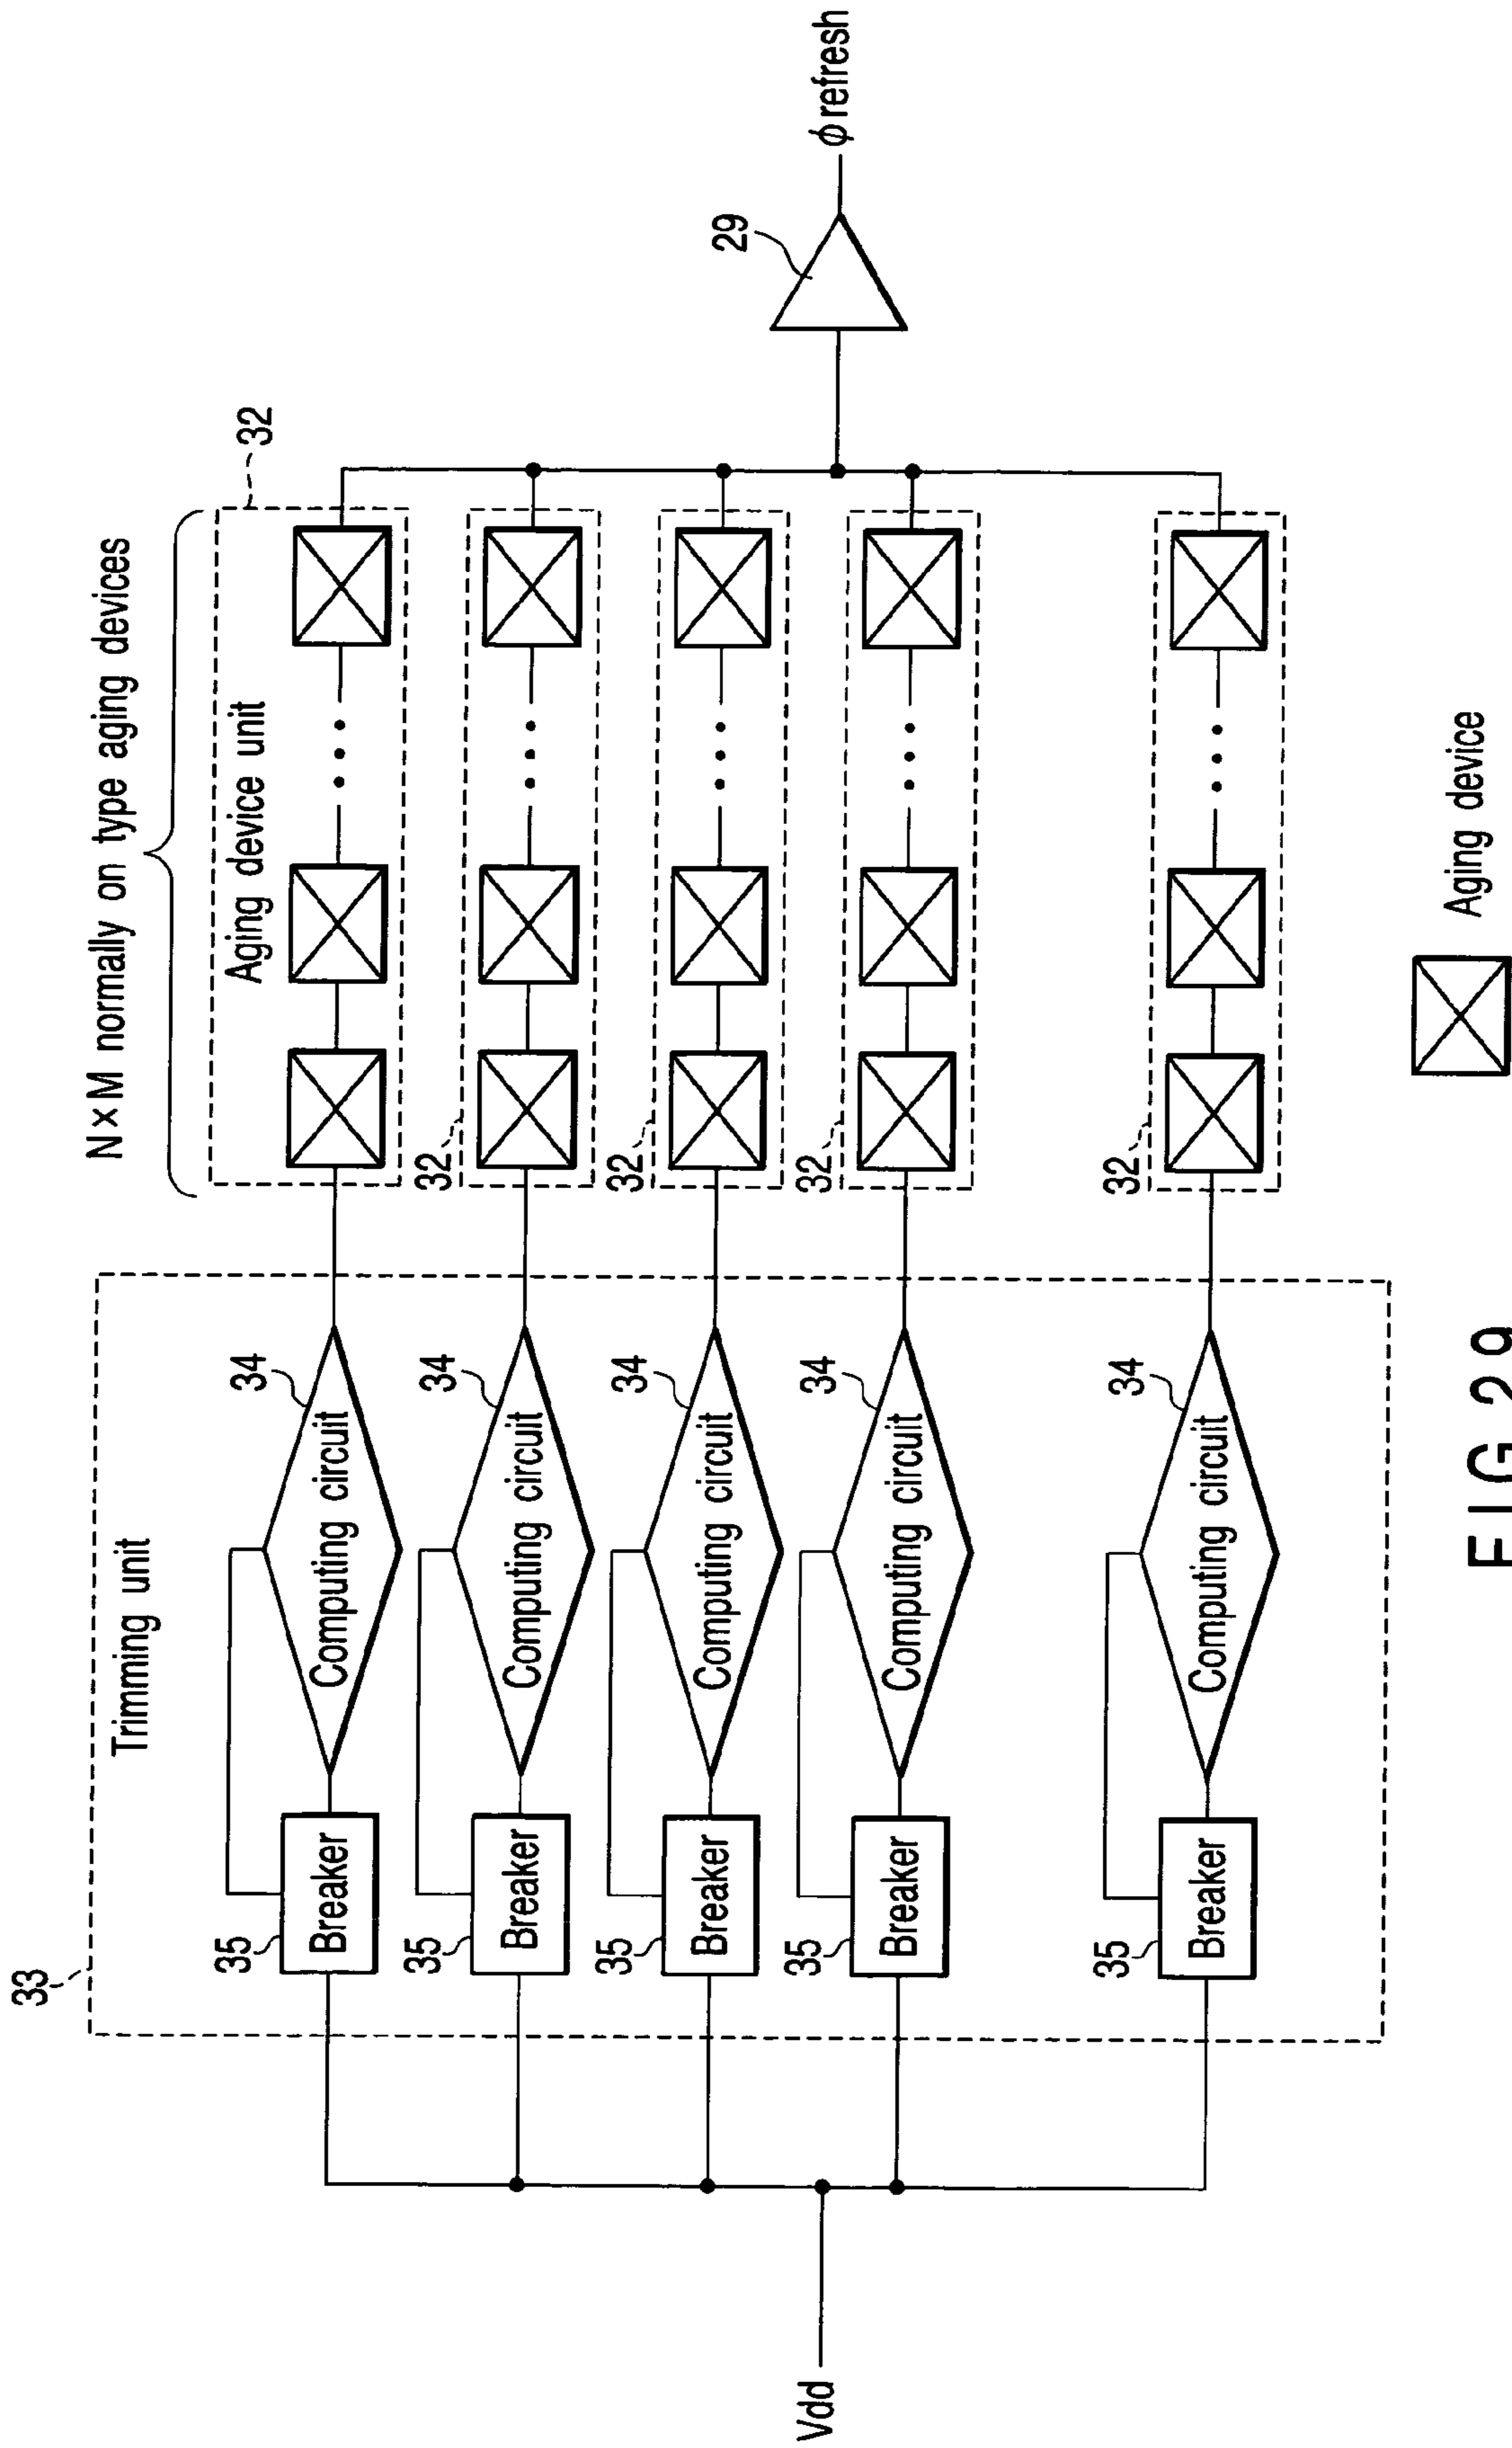 N×M normally on type aging devices
33
Trimming unit
Aging device unit
32
35
Breaker
34
Computing circuit
32
35
Breaker
34
Computing circuit
32
35
Breaker
34
Computing circuit
32
29
Vdd
ϕ refresh
35
Breaker
34
Computing circuit
32
35
Breaker
34
Computing circuit
Aging device
FIG 29